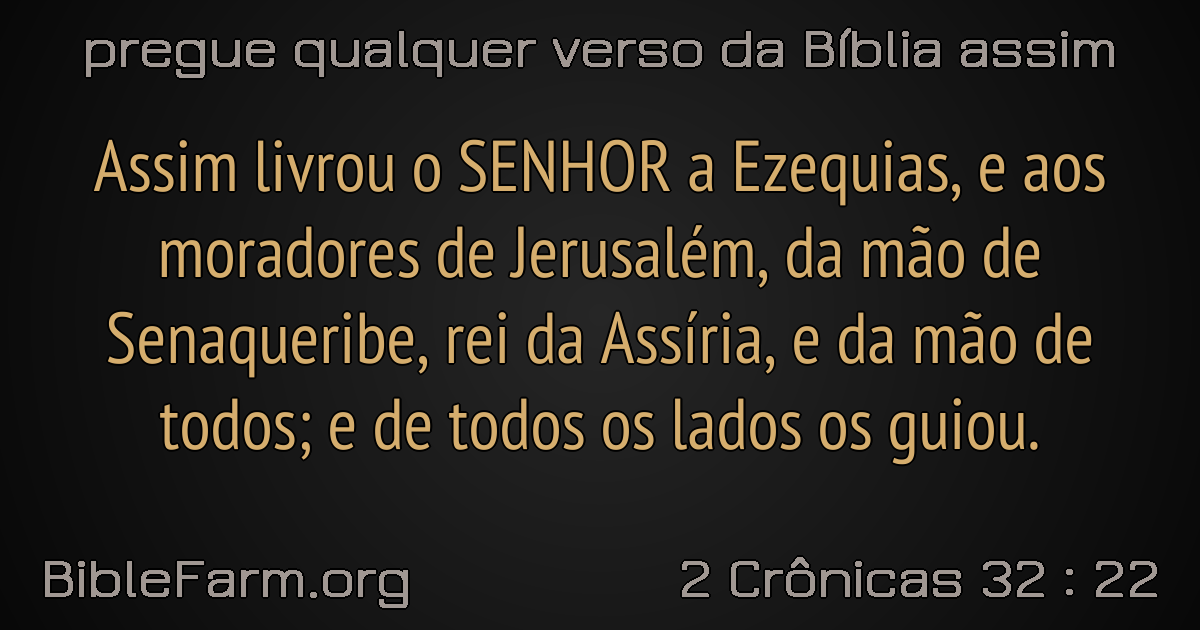 pregue qualquer verso da Bíblia assim
Assim livrou o SENHOR a Ezequias, e aos
moradores de Jerusalém, da mão de
Senaqueribe, rei da Assíria, e da mão de
todos; e de todos os lados os guiou.
BibleFarm.org
2 Crônicas 32 : 22